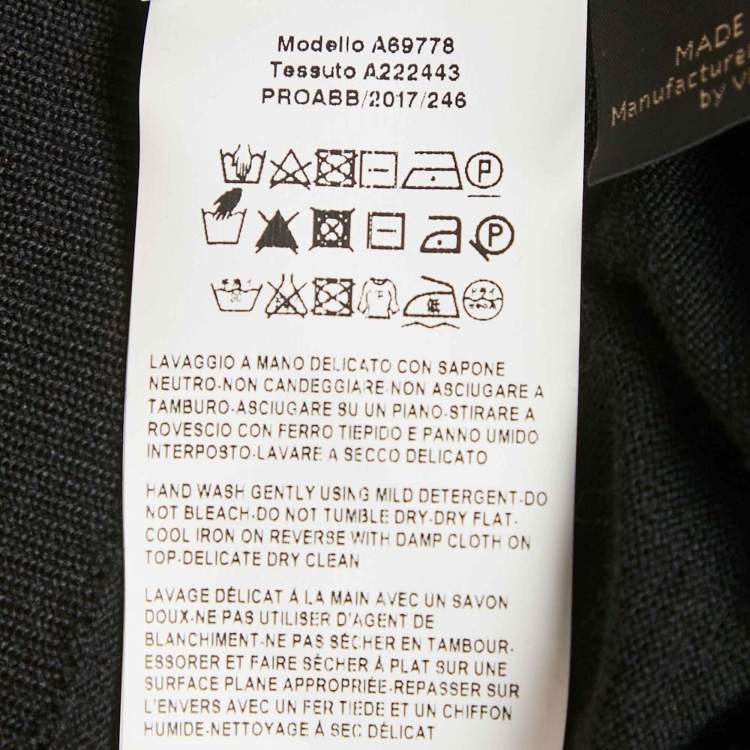 Modello A69778
Tessuto A222443
PROABB/2017/246
MADE
Manufactured
by V
P
P
LAVAGGIO A MANO DELICATO CON SAPONE
NEUTRO-NON CANDEGGIARE-NON ASCIUGARE A
TAMBURO-ASCIUGARE SU UN PIANO-STIRARE A
ROVESCIO CON FERRO TIEPIDO E PANNO UMIDO
INTERPOSTO-LAVARE A SECCO DELICATO
HAND WASH GENTLY USING MILD DETERGENT-DO
NOT BLEACH-DO NOT TUMBLE DRY-DRY FLAT-
COOL IRON ON REVERSE WITH DAMP CLOTH ON
TOP-DELICATE DRY CLEAN
LAVAGE DÉLICAT À LA MAIN AVEC UN SAVON
DOUX-NE PAS UTILISER D'AGENT DE
BLANCHIMENT-NE PAS SÈCHER EN TAMBOUR-
ESSORER ET FAIRE SÈCHER À PLAT SUR UNE
SURFACE PLANE APPROPRIÉE-REPASSER SUR
L'ENVERS AVEC UN FER TIEDE ET UN CHIFFON
HUMIDE-NETTOYAGE À SEC DÉLICAT